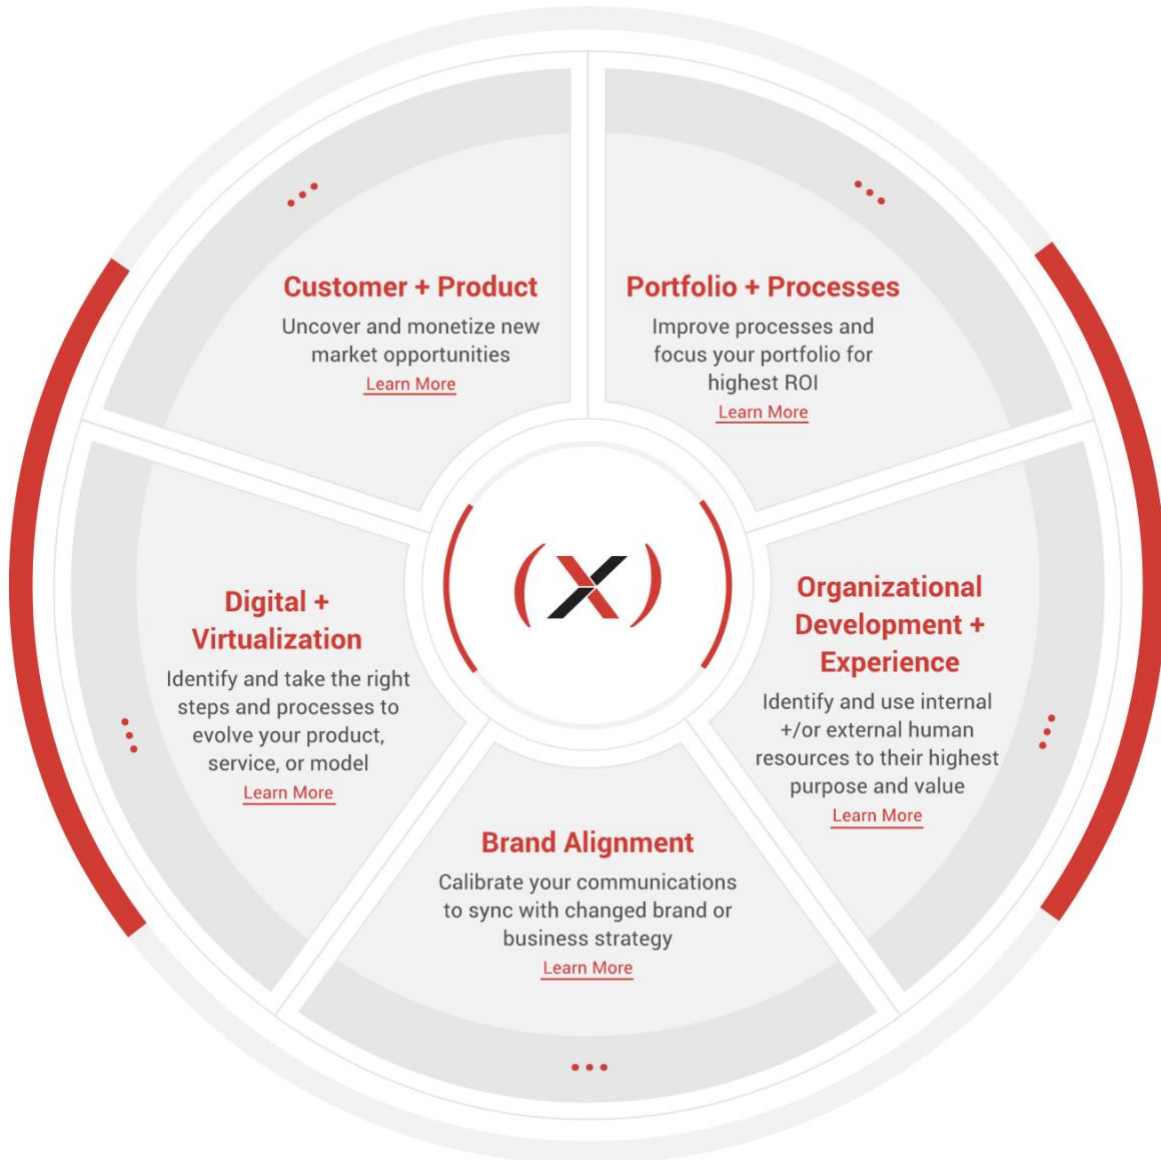 Customer + Product
Uncover and monetize new
market opportunities
Learn More
Portfolio + Processes
Improve processes and
focus your portfolio for
highest ROI
Learn More
(X)
Digital +
Virtualization
Identify and take the right
steps and processes to
evolve your product,
service, or model
Learn More
Organizational
Development +
Experience
Identify and use internal
+/or external human
resources to their highest
purpose and value
Learn More
Brand Alignment
Calibrate your communications
to sync with changed brand or
business strategy
Learn More